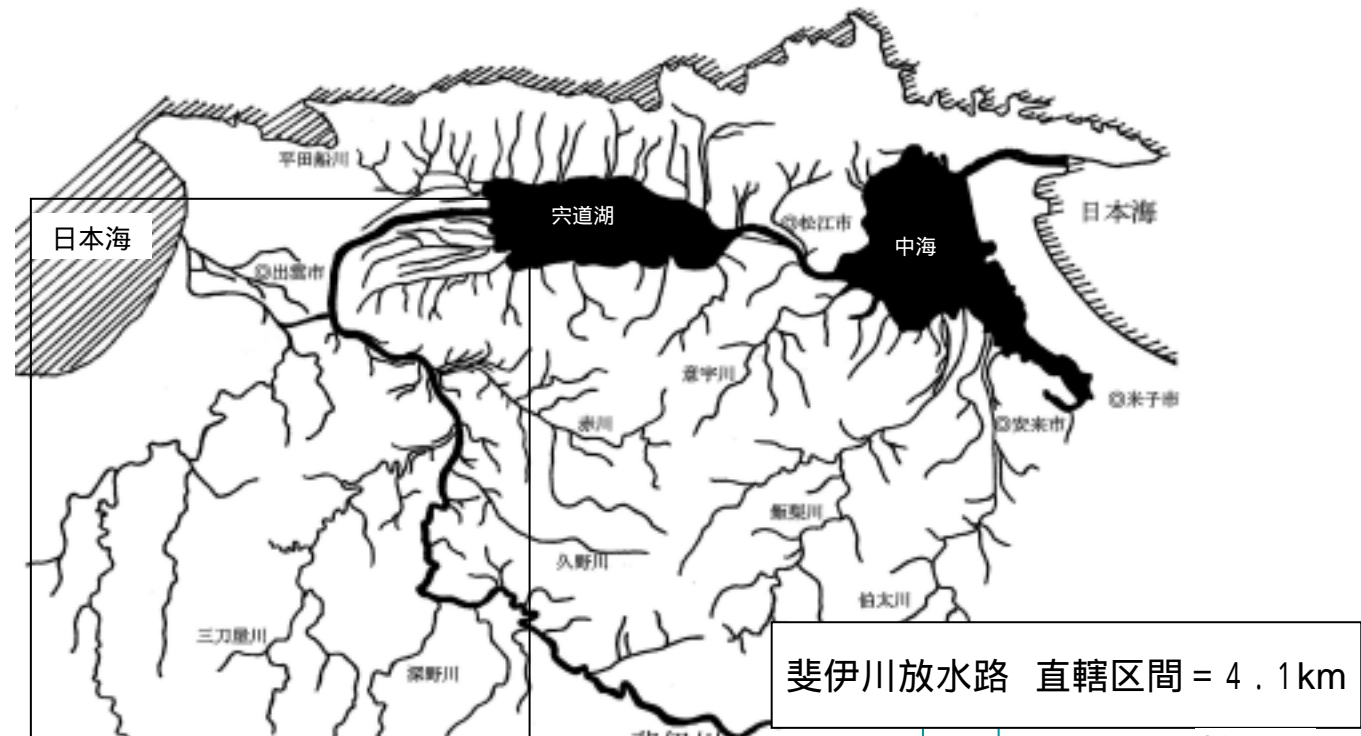 平田船川
宍道湖
日本海
日本海
◎松江市
中海
◎出雲市
意宇川
◎米子市
赤川
◎安来市
飯梨川
久野川
伯太川
三刀屋川
深野川
斐伊川放水路 直轄区間=4.1km